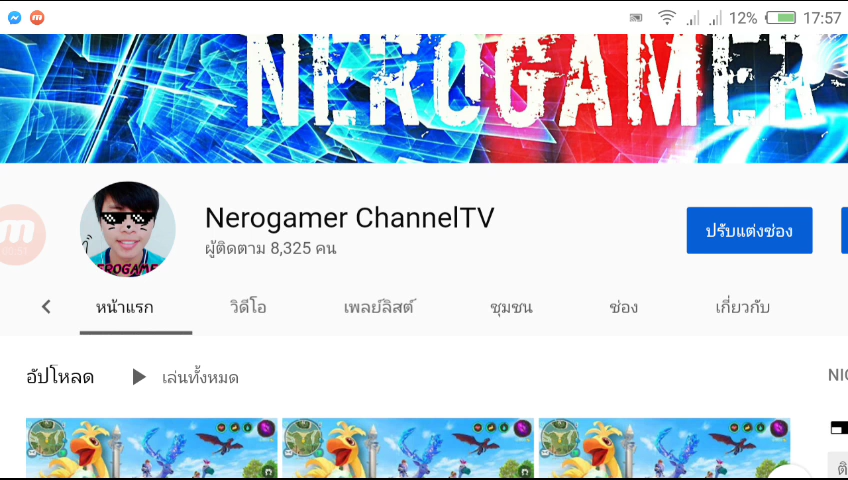 12% 17:57
NEROGAMER
Nerogamer ChannelTV
ผู้ติดตาม 8,325 คน
ปรับแต่งช่อง
NEROGAMER
หน้าแรก วิดีโอ เพลย์ลิสต์ ชุมชน ช่อง เกี่ยวกับ
อัปโหลด เล่นทั้งหมด